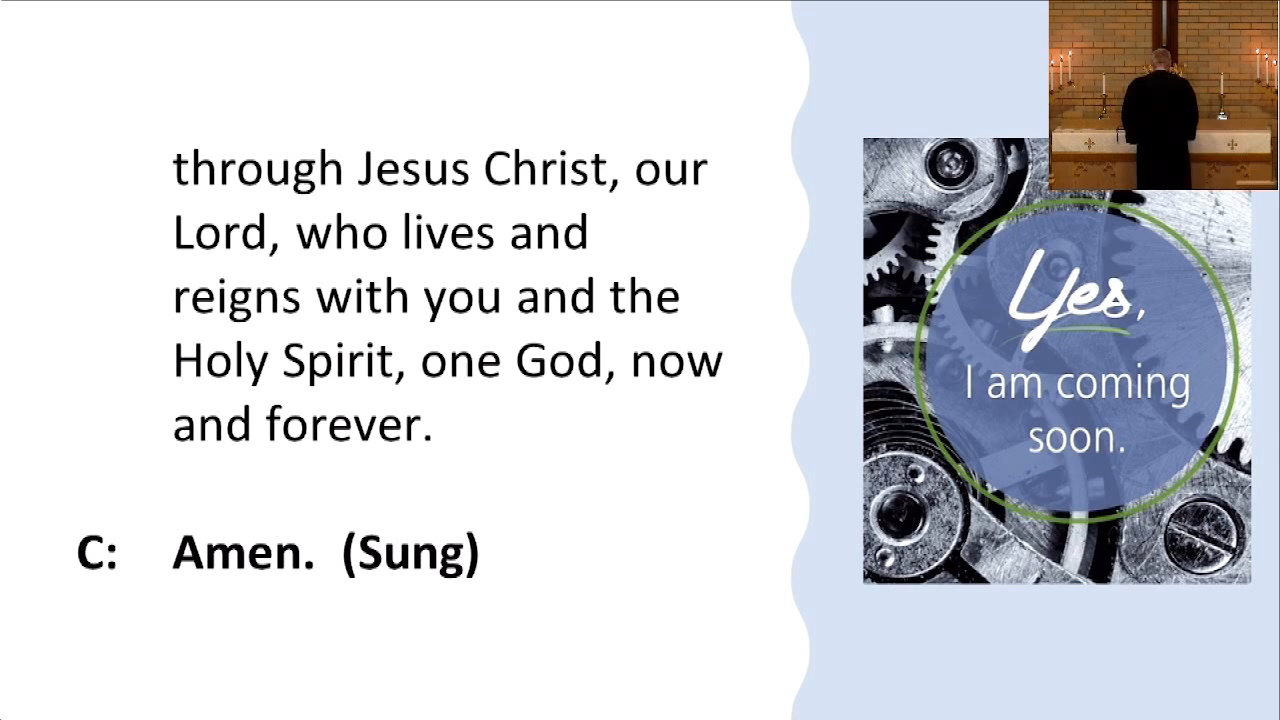 through Jesus Christ, our
Lord, who lives and
reigns with you and the
Holy Spirit, one God, now
and forever.
C: Amen. (Sung)
Yes,
I am coming
soon.